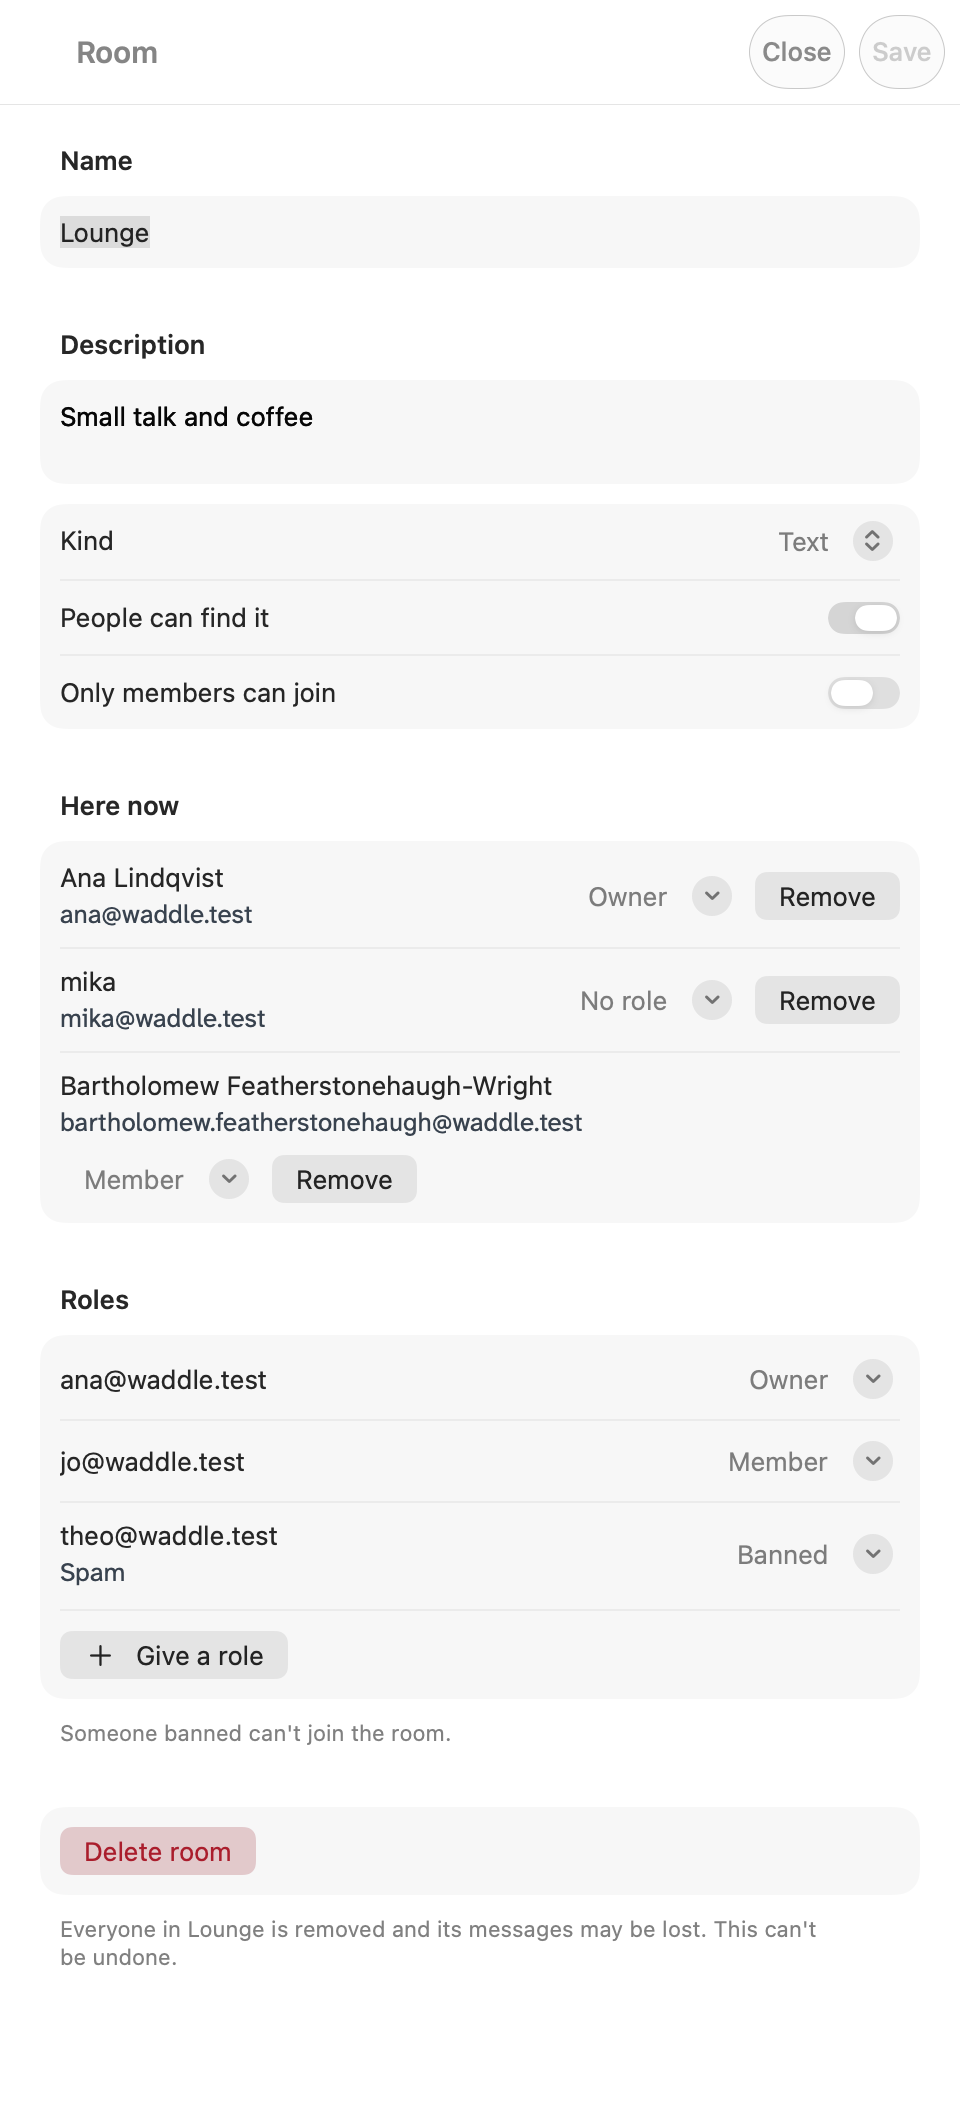 Room
Close
Save
Name
Lounge
Description
Small talk and coffee
Kind
Text
People can find it
Only members can join
Here now
Ana Lindqvist
ana@waddle.test
Owner
Remove
mika
mika@waddle.test
No role
Remove
Bartholomew Featherstonehaugh-Wright
bartholomew.featherstonehaugh@waddle.test
Member
Remove
Roles
ana@waddle.test
Owner
jo@waddle.test
Member
theo@waddle.test
Spam
Banned
Give a role
Someone banned can't join the room.
Delete room
Everyone in Lounge is removed and its messages may be lost. This can't
be undone.